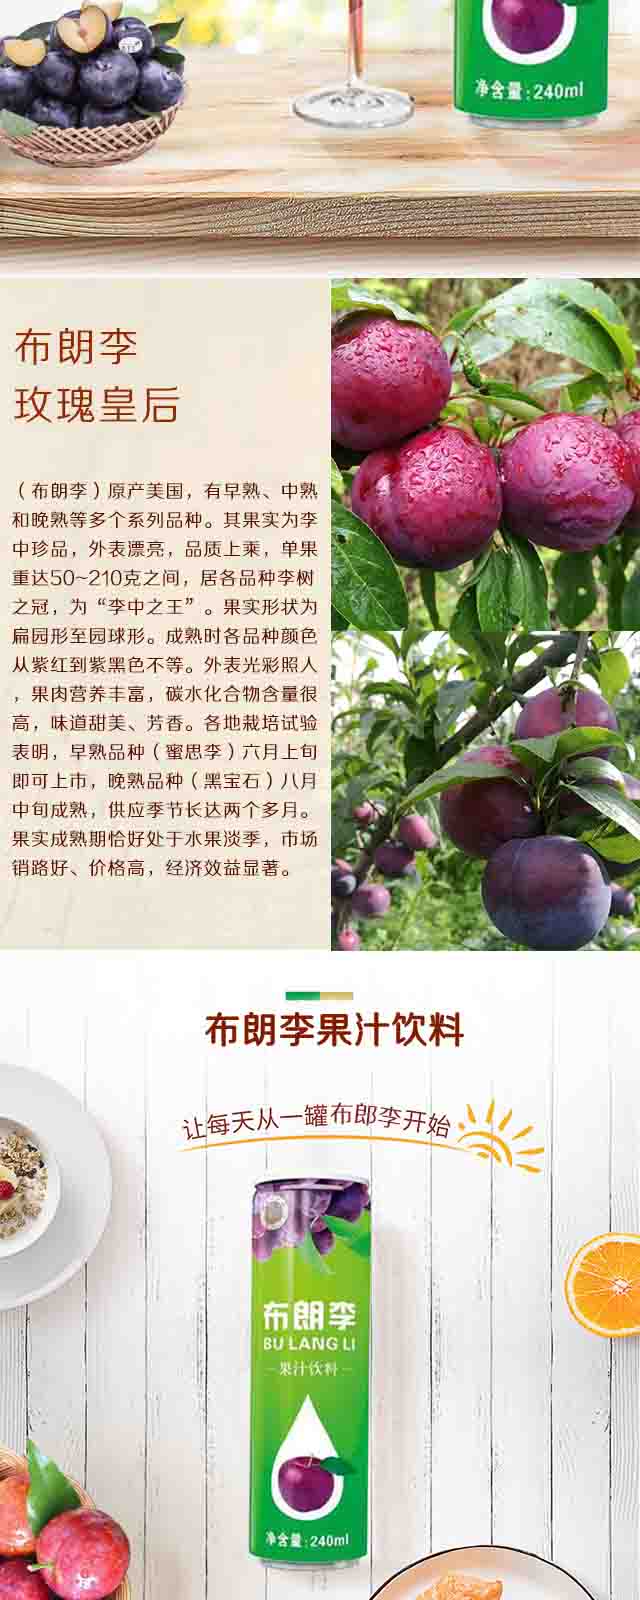 净含量:240ml
布朗李
玫瑰皇后
（布朗李）原产美国，有早熟、中熟
和晚熟等多个系列品种。其果实为李
中珍品，外表漂亮，品质上乘，单果
重达50~210克之间，居各品种李树
之冠，为“李中之王”。果实形状为
扁园形至园球形。成熟时各品种颜色
从紫红到紫黑色不等。外表光彩照人
，果肉营养丰富，碳水化合物含量很
高，味道甜美、芳香。各地栽培试验
表明，早熟品种（蜜思李）六月上旬
即可上市，晚熟品种（黑宝石）八月
中旬成熟，供应季节长达两个多月。
果实成熟期恰好处于水果淡季，市场
销路好、价格高，经济效益显著。
布朗李果汁饮料
让每天从一罐布郎李开始
布朗李
BU LANG LI
果汁饮料
净含量:240ml